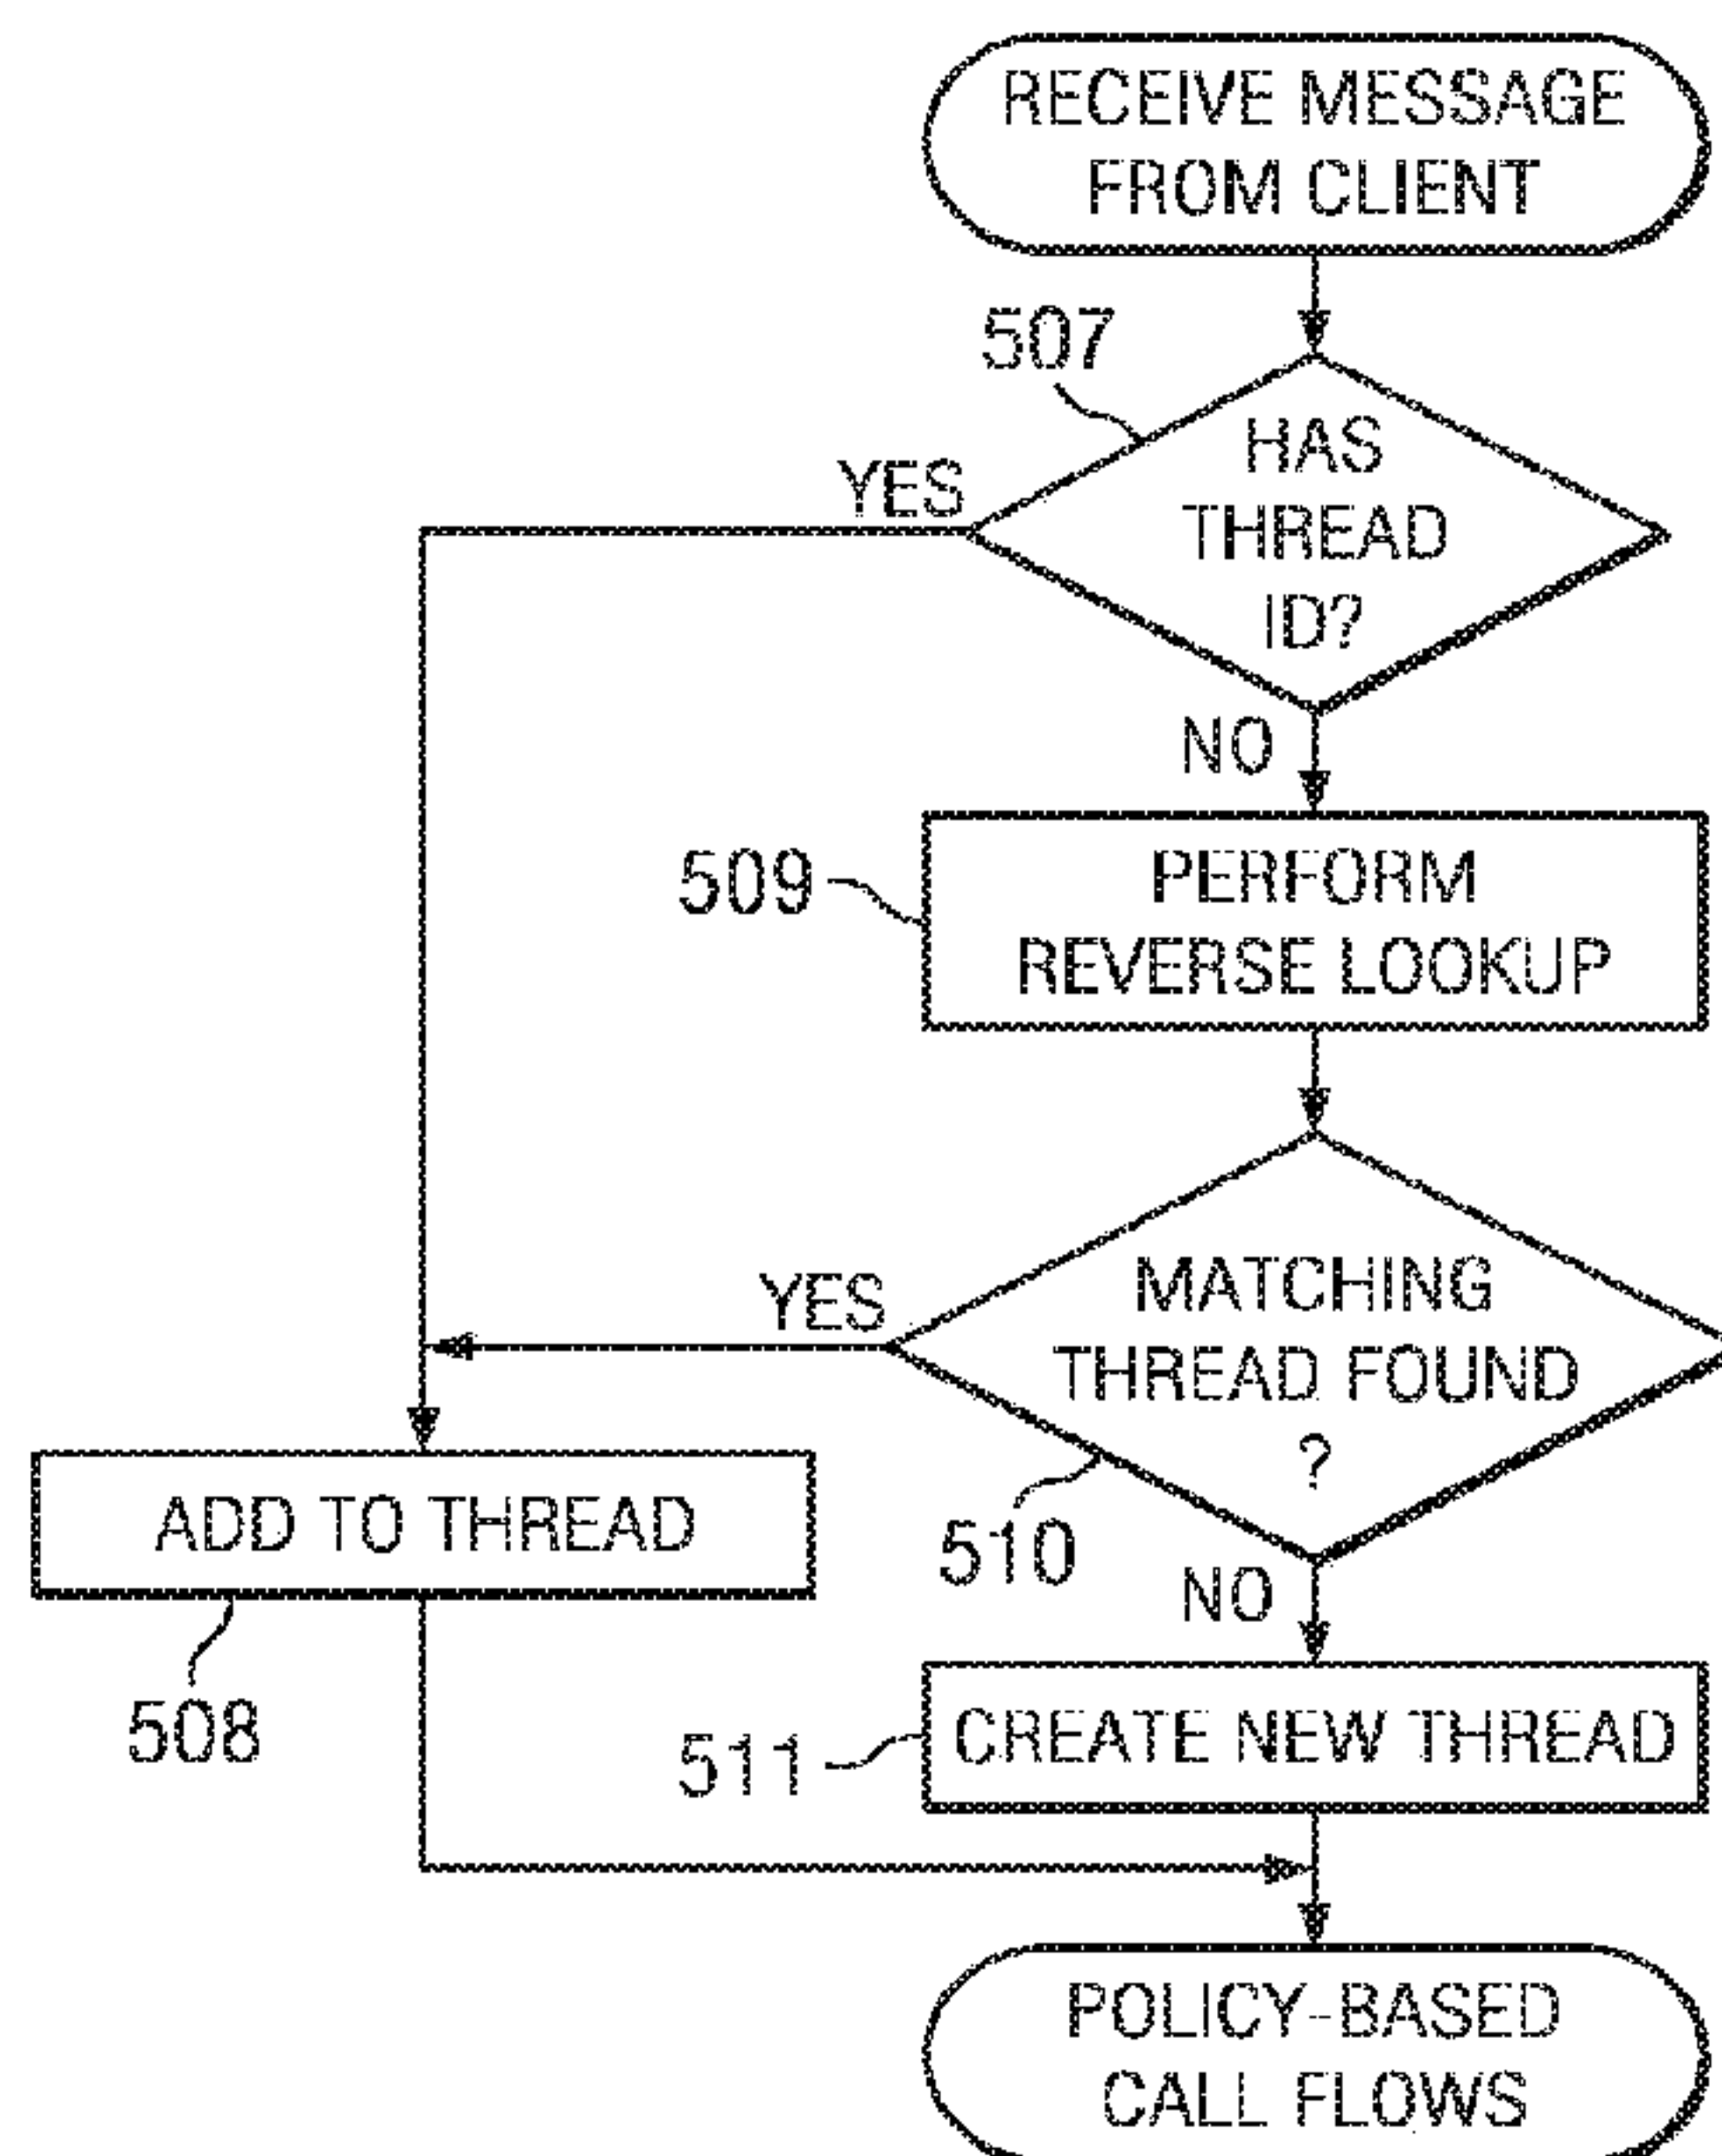 RECEIVE MESSAGE
FROM CLIENT
507
HAS
THREAD
ID?
YES
NO
509
PERFORM
REVERSE LOOKUP
MATCHING
THREAD FOUND
?
YES
510
NO
ADD TO THREAD
508
511
CREATE NEW THREAD
POLICY-BASED
CALL FLOWS